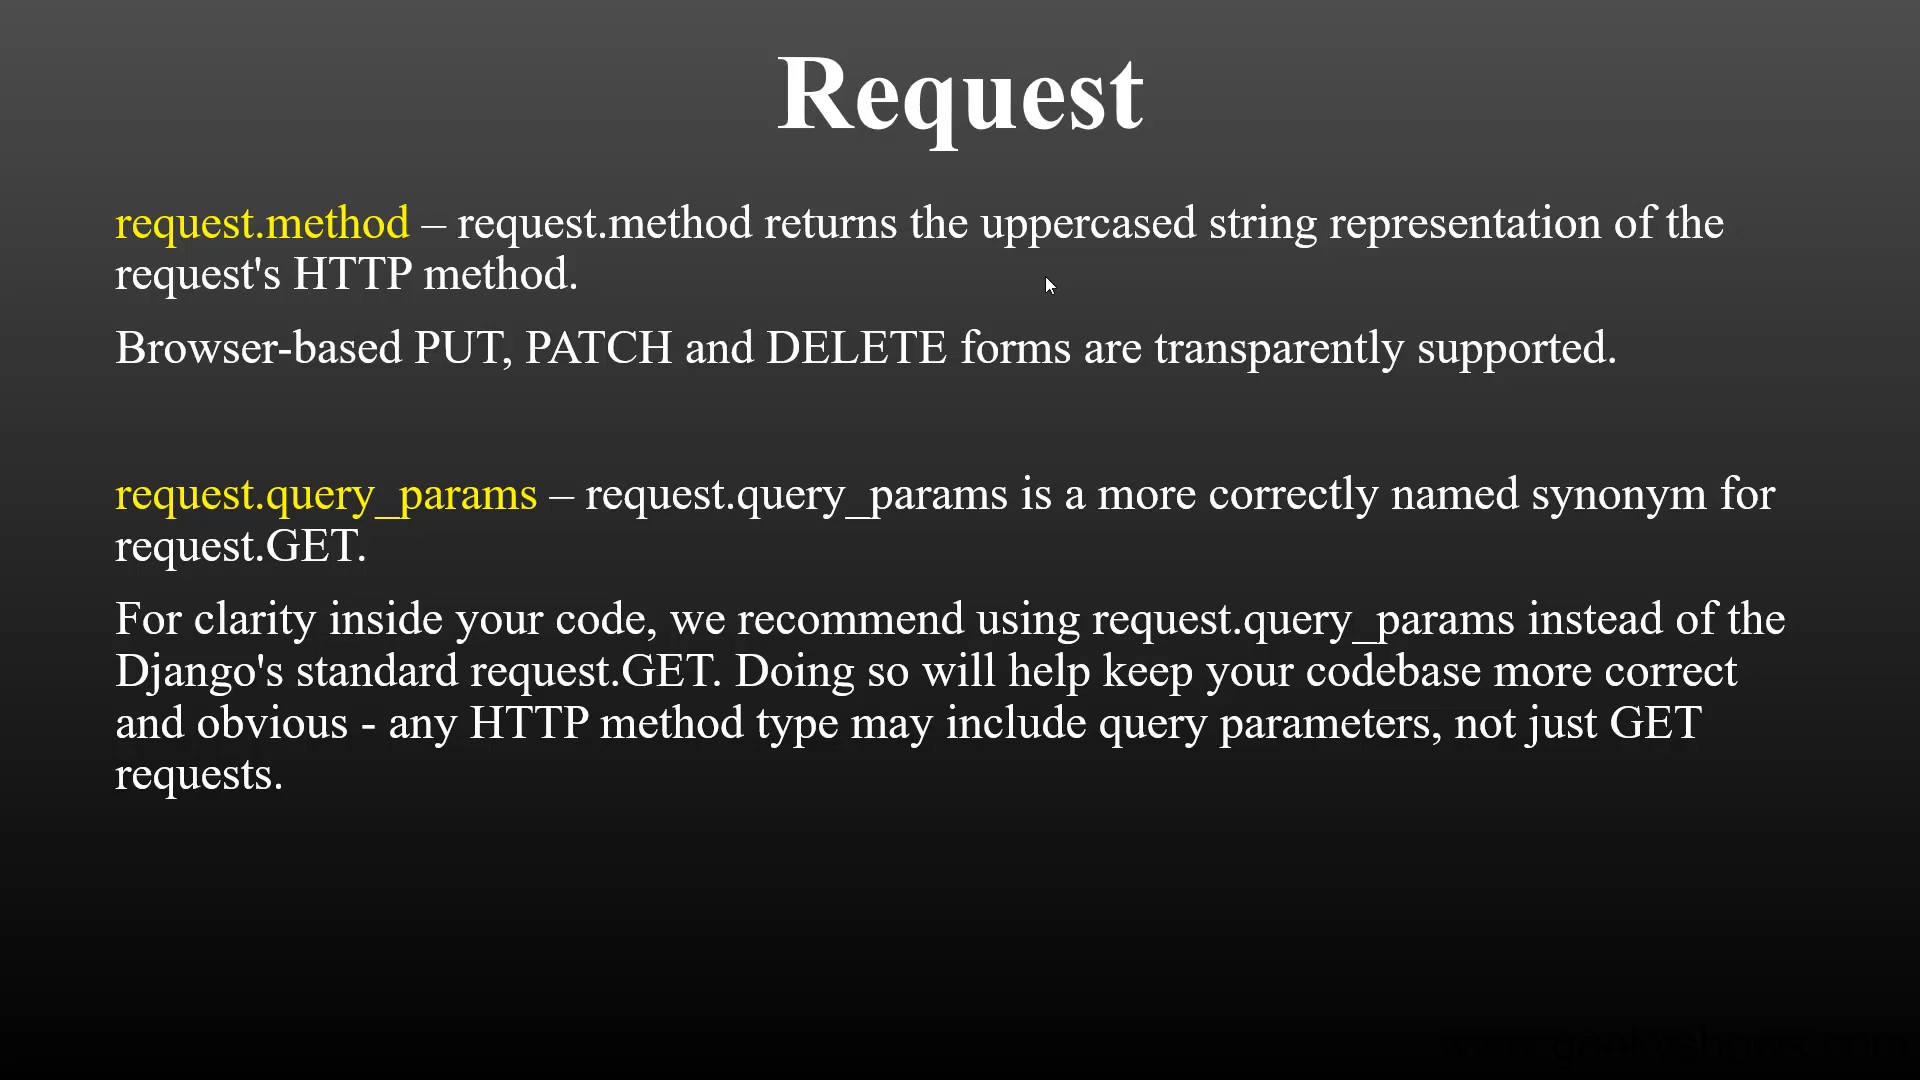 Request
request.method – request.method returns the uppercased string representation of the
request's HTTP method.
Browser-based PUT, PATCH and DELETE forms are transparently supported.
request.query_params – request.query_params is a more correctly named synonym for
request.GET.
For clarity inside your code, we recommend using request.query_params instead of the
Django's standard request.GET. Doing so will help keep your codebase more correct
and obvious - any HTTP method type may include query parameters, not just GET
requests.